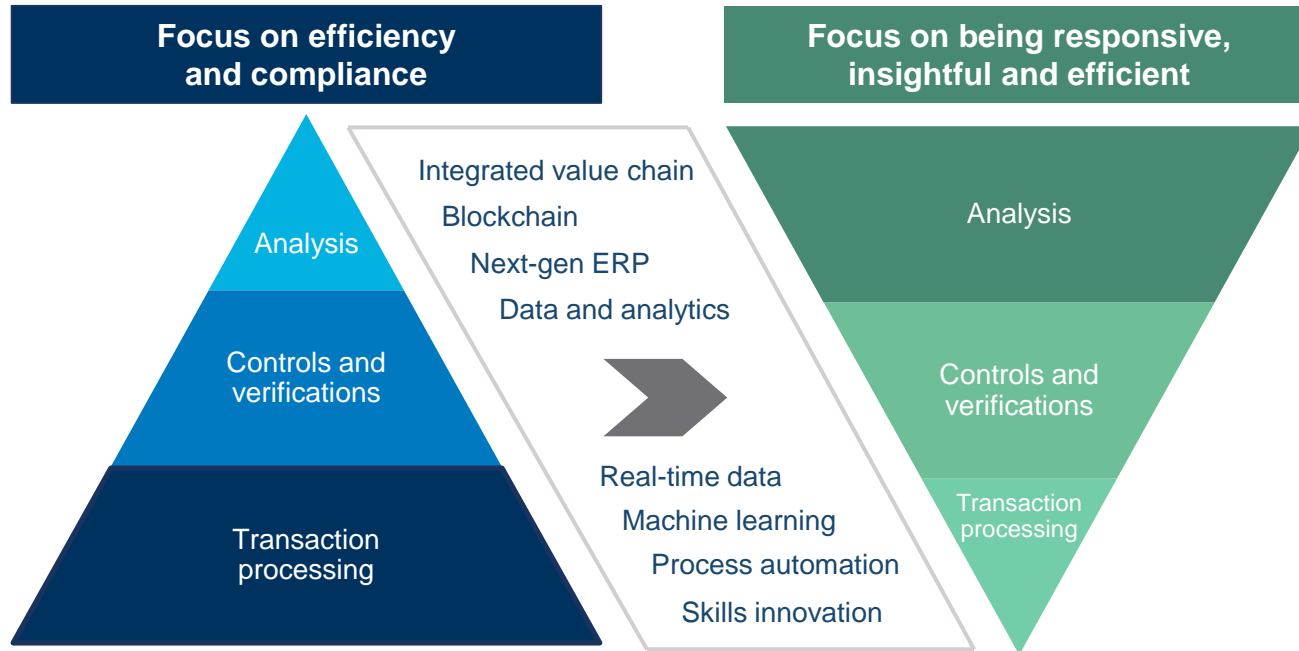 Focus on efficiency
and compliance
Analysis
Controls and
verifications
Transaction
processing
Integrated value chain
Blockchain
Next-gen ERP
Data and analytics
Real-time data
Machine learning
Process automation
Skills innovation
Focus on being responsive,
insightful and efficient
Analysis
Controls and
verifications
Transaction
processing